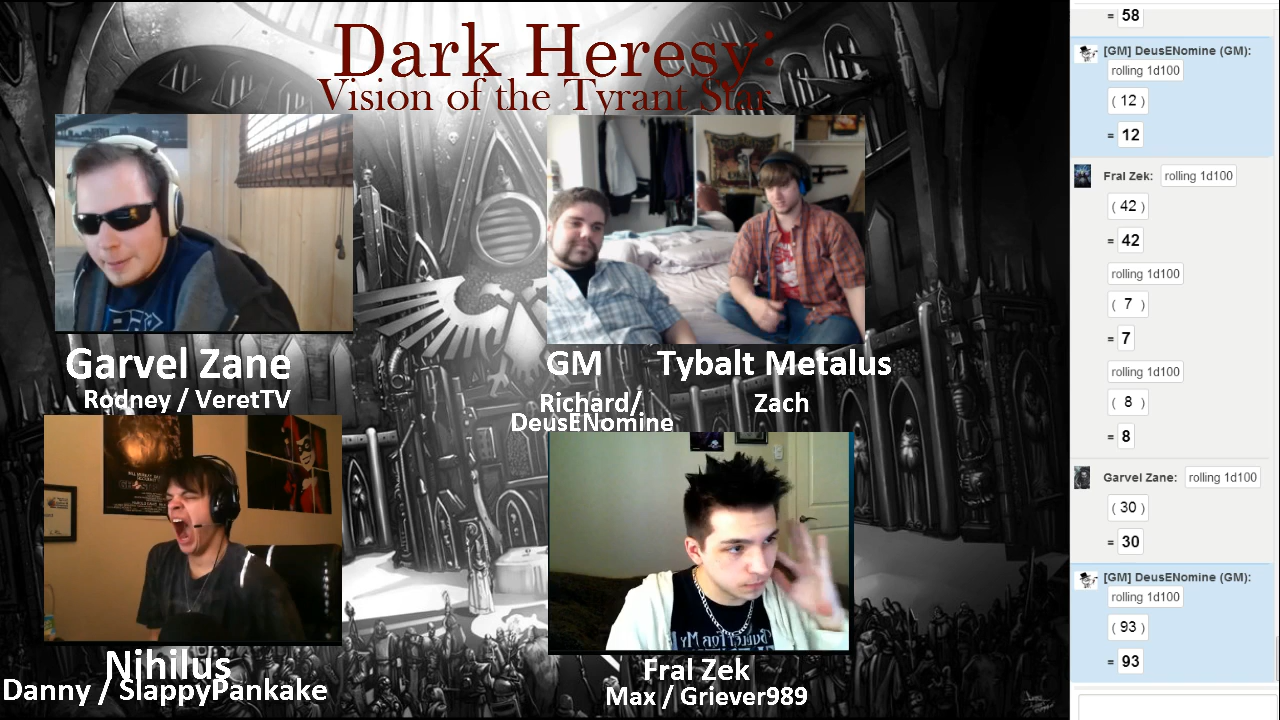 Dark Heresy:
Vision of the Tyrant Star
Garvel Zane
Rodney / VeretTV
GM
Richard/
DeusENomine
Tybalt Metalus
Zach
Nihilus
Danny / SlappyPankake
Fral Zek
Max / Griever989
= 58
[GM] DeusENomine (GM):
rolling 1d100
( 12 )
= 12
Fral Zek: rolling 1d100
( 42 )
= 42
rolling 1d100
( 7 )
= 7
rolling 1d100
( 8 )
= 8
Garvel Zane: rolling 1d100
( 30 )
= 30
[GM] DeusENomine (GM):
rolling 1d100
( 93 )
= 93